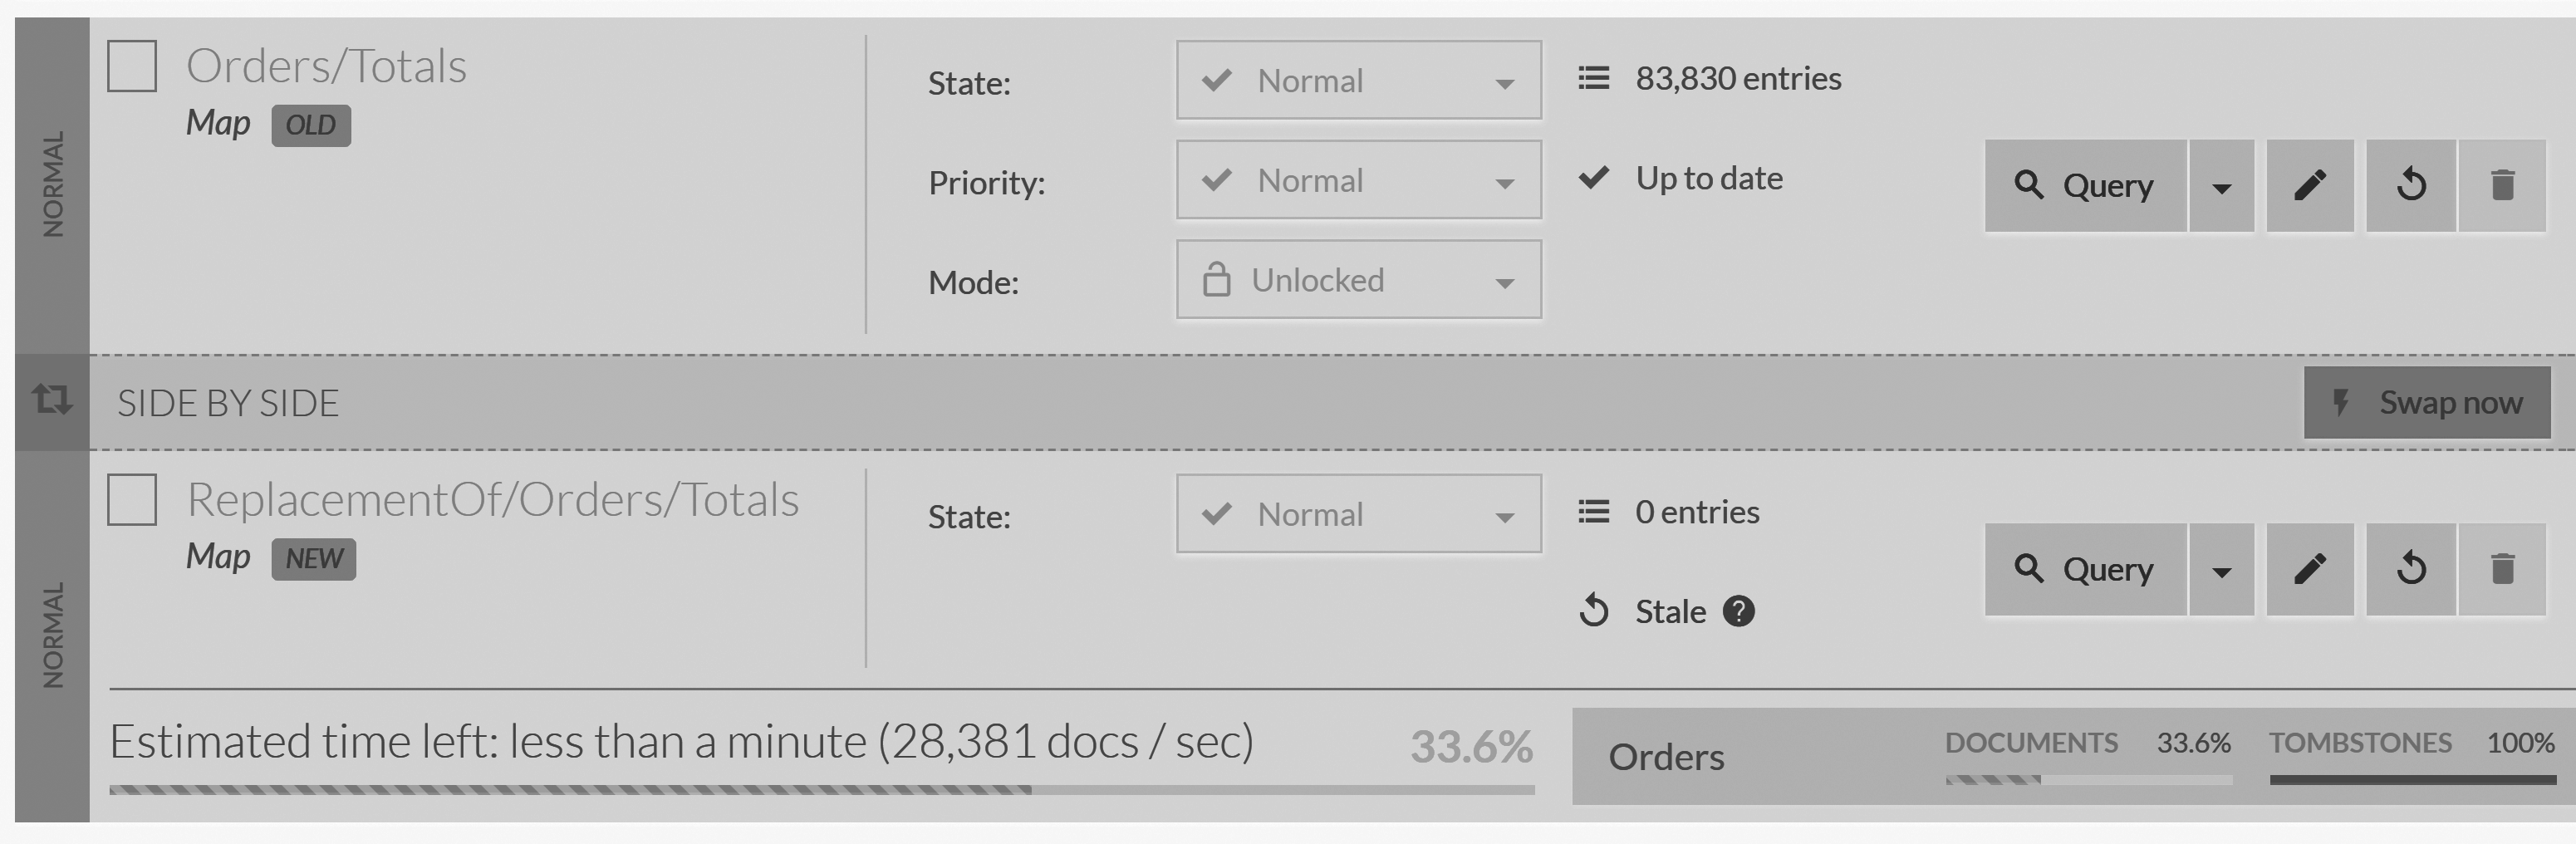 NORMAL
Orders/Totals
Map OLD
State: Normal
Priority: Normal
Mode: Unlocked
83,830 entries
Up to date
Query
SIDE BY SIDE
Swap now
NORMAL
ReplacementOf/Orders/Totals
Map NEW
State: Normal
0 entries
Stale ?
Query
Estimated time left: less than a minute (28,381 docs / sec) 33.6%
Orders DOCUMENTS 33.6% TOMBSTONES 100%